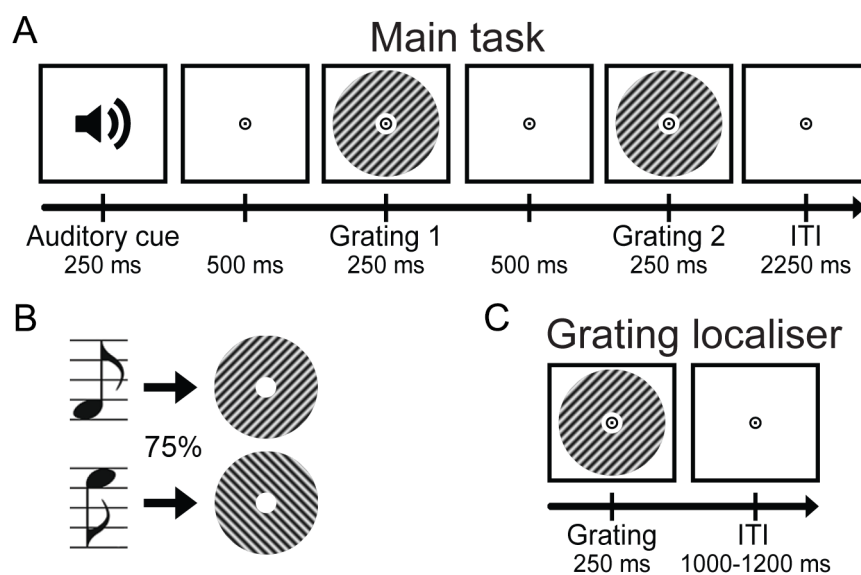 A
Main task
Auditory cue
250 ms
500 ms
Grating 1
250 ms
500 ms
Grating 2
250 ms
ITI
2250 ms
B
75%
C
Grating localiser
Grating
250 ms
ITI
1000-1200 ms